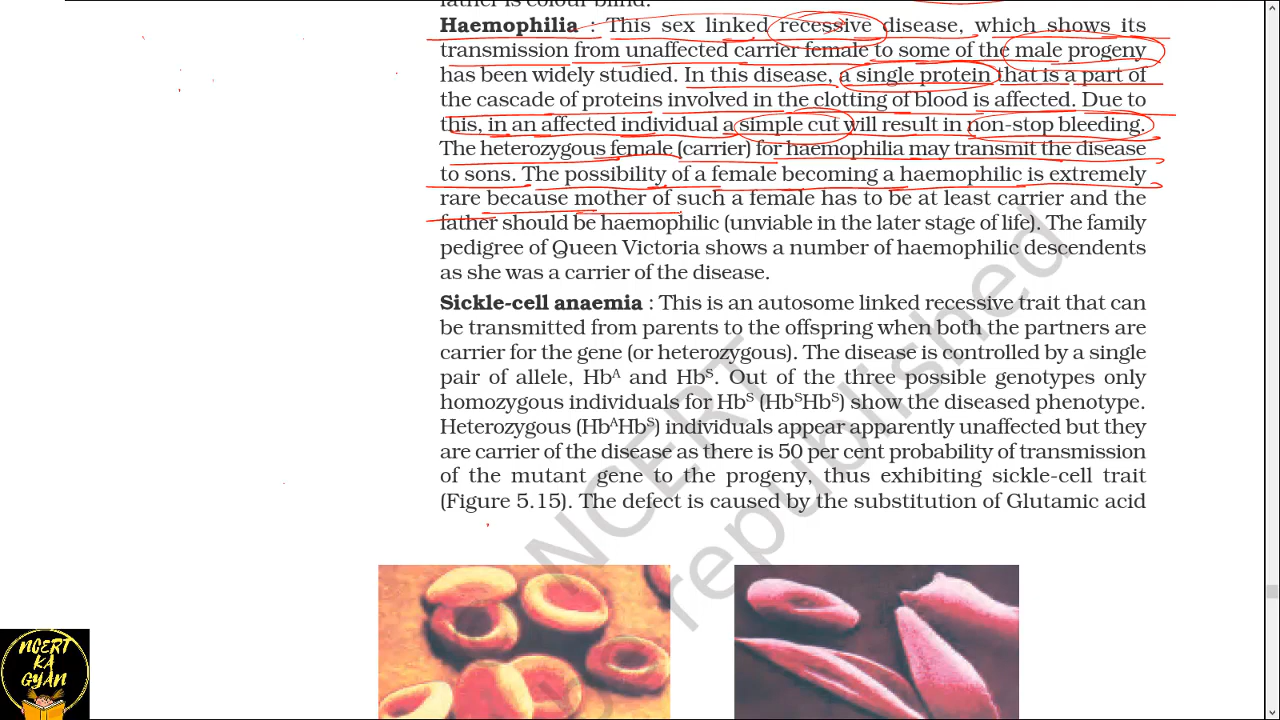 father is colour blind.
Haemophilia : This sex linked recessive disease, which shows its
transmission from unaffected carrier female to some of the male progeny
has been widely studied. In this disease, a single protein that is a part of
the cascade of proteins involved in the clotting of blood is affected. Due to
this, in an affected individual a simple cut will result in non-stop bleeding.
The heterozygous female (carrier) for haemophilia may transmit the disease
to sons. The possibility of a female becoming a haemophilic is extremely
rare because mother of such a female has to be at least carrier and the
father should be haemophilic (unviable in the later stage of life). The family
pedigree of Queen Victoria shows a number of haemophilic descendents
as she was a carrier of the disease.
Sickle-cell anaemia : This is an autosome linked recessive trait that can
be transmitted from parents to the offspring when both the partners are
carrier for the gene (or heterozygous). The disease is controlled by a single
pair of allele, Hbᴬ and Hbˢ. Out of the three possible genotypes only
homozygous individuals for Hbˢ (HbˢHbˢ) show the diseased phenotype.
Heterozygous (HbᴬHbˢ) individuals appear apparently unaffected but they
are carrier of the disease as there is 50 per cent probability of transmission
of the mutant gene to the progeny, thus exhibiting sickle-cell trait
(Figure 5.15). The defect is caused by the substitution of Glutamic acid
NCERT
republished
NCERT
KA
GYAN